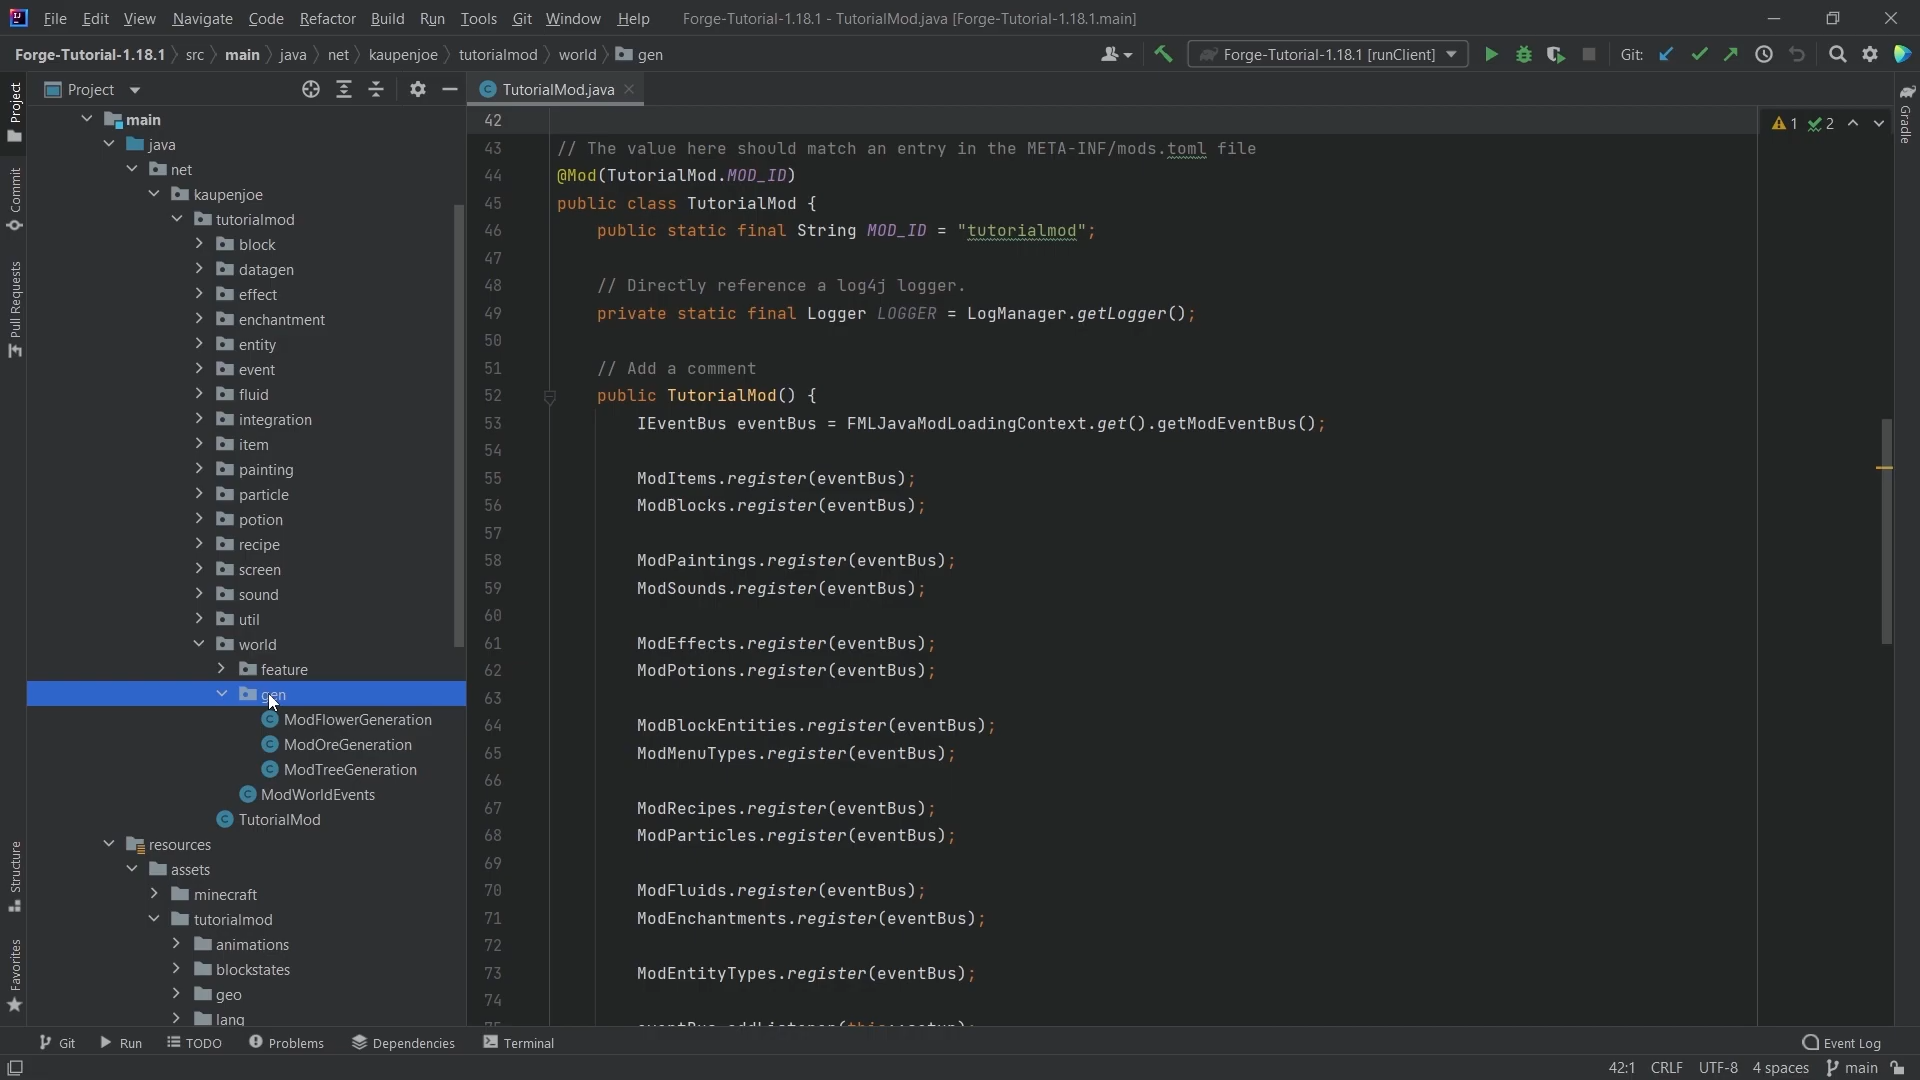 File Edit View Navigate Code Refactor Build Run Tools Git Window Help Forge-Tutorial-1.18.1 - TutorialMod.java [Forge-Tutorial-1.18.1.main]
Forge-Tutorial-1.18.1 src main java net kaupenjoe tutorialmod world gen Forge-Tutorial-1.18.1 [runClient] Git:
Project
Commit
Pull Requests
Structure
Favorites
Project
main
java
net
kaupenjoe
tutorialmod
block
datagen
effect
enchantment
entity
event
fluid
integration
item
painting
particle
potion
recipe
screen
sound
util
world
feature
gen
ModFlowerGeneration
ModOreGeneration
ModTreeGeneration
ModWorldEvents
TutorialMod
resources
assets
minecraft
tutorialmod
animations
blockstates
geo
lang
TutorialMod.java
1 2
42
43 // The value here should match an entry in the META-INF/mods.toml file
44 @Mod(TutorialMod.MOD_ID)
45 public class TutorialMod {
46 public static final String MOD_ID = "tutorialmod";
47
48 // Directly reference a log4j logger.
49 private static final Logger LOGGER = LogManager.getLogger();
50
51 // Add a comment
52 public TutorialMod() {
53 IEventBus eventBus = FMLJavaModLoadingContext.get().getModEventBus();
54
55 ModItems.register(eventBus);
56 ModBlocks.register(eventBus);
57
58 ModPaintings.register(eventBus);
59 ModSounds.register(eventBus);
60
61 ModEffects.register(eventBus);
62 ModPotions.register(eventBus);
63
64 ModBlockEntities.register(eventBus);
65 ModMenuTypes.register(eventBus);
66
67 ModRecipes.register(eventBus);
68 ModParticles.register(eventBus);
69
70 ModFluids.register(eventBus);
71 ModEnchantments.register(eventBus);
72
73 ModEntityTypes.register(eventBus);
74
Gradle
Git Run TODO Problems Dependencies Terminal Event Log
42:1 CRLF UTF-8 4 spaces main